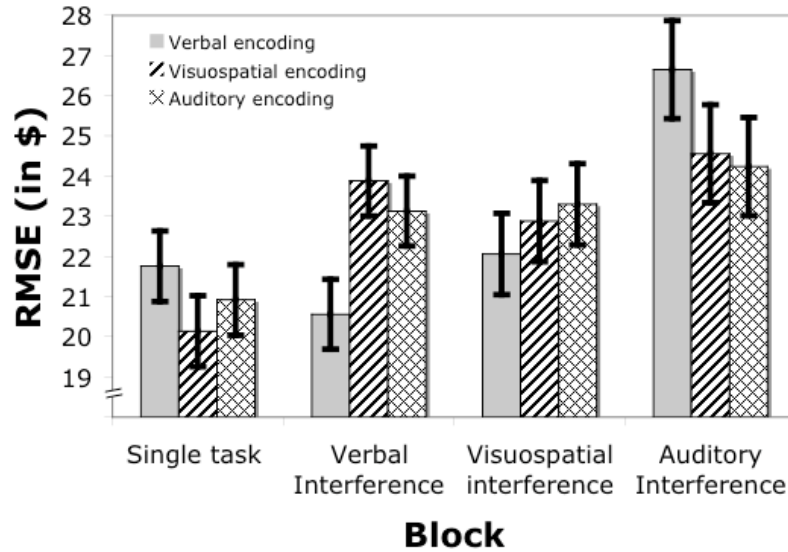 28
27
26
25
24
23
22
21
20
19
RMSE (in $)
Verbal encoding
Visuospatial encoding
Auditory encoding
Single task
Verbal
Interference
Visuospatial
interference
Auditory
Interference
Block